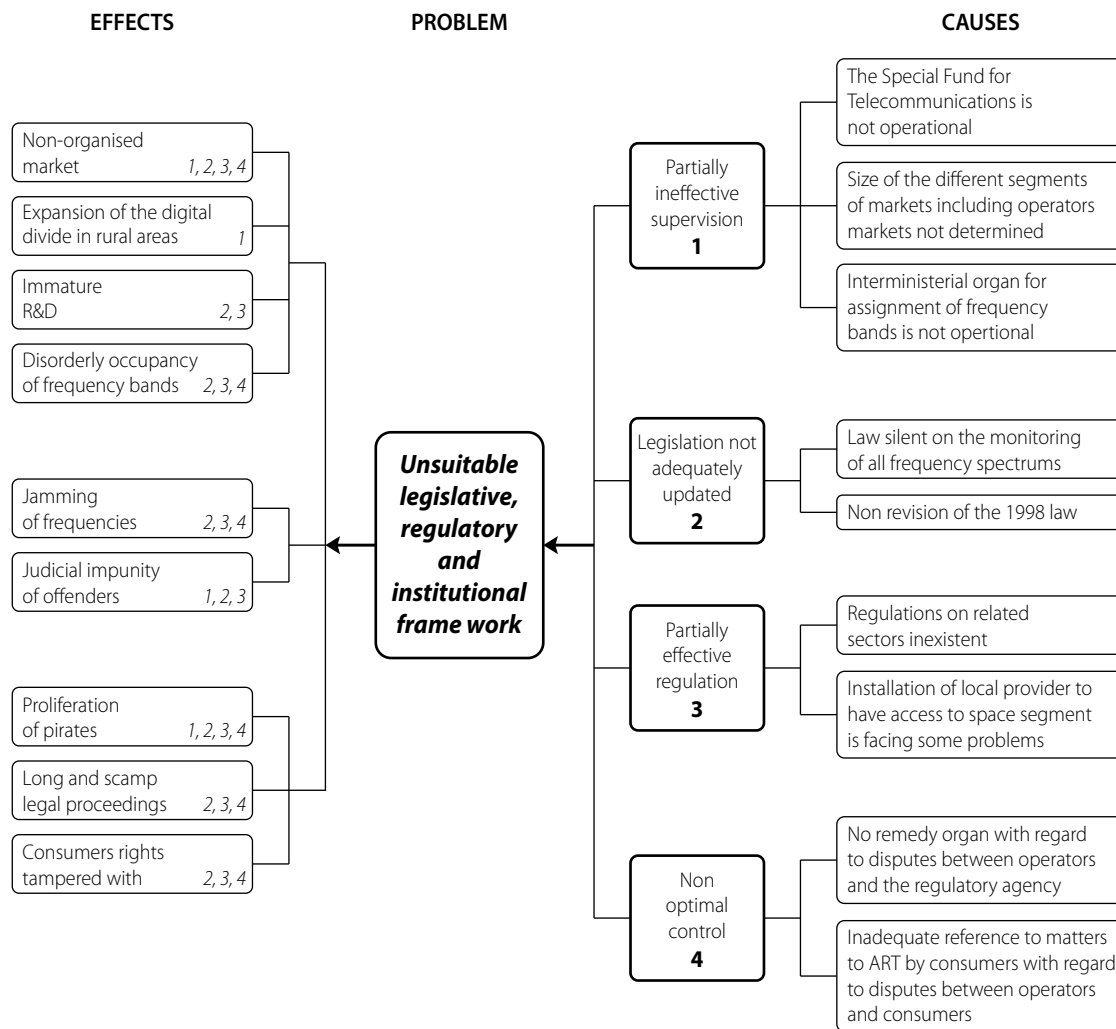 EFFECTS
PROBLEM
CAUSES
Non-organised
market 1, 2, 3, 4
Expansion of the digital
divide in rural areas 1
Immature
R&D 2, 3
Disorderly occupancy
of frequency bands 2, 3, 4
Jamming
of frequencies 2, 3, 4
Judicial impunity
of offenders 1, 2, 3
Proliferation
of pirates 1, 2, 3, 4
Long and scamp
legal proceedings 2, 3, 4
Consumers rights
tampered with 2, 3, 4
Unsuitable
legislative,
regulatory
and
institutional
frame work
Partially
ineffective
supervision
1
The Special Fund for
Telecommunications is
not operational
Size of the different segments
of markets including operators
markets not determined
Interministerial organ for
assignment of frequency
bands is not opertional
Legislation not
adequately
updated
2
Law silent on the monitoring
of all frequency spectrums
Non revision of the 1998 law
Partially
effective
regulation
3
Regulations on related
sectors inexistent
Installation of local provider to
have access to space segment
is facing some problems
Non
optimal
control
4
No remedy organ with regard
to disputes between operators
and the regulatory agency
Inadequate reference to matters
to ART by consumers with regard
to disputes between operators
and consumers